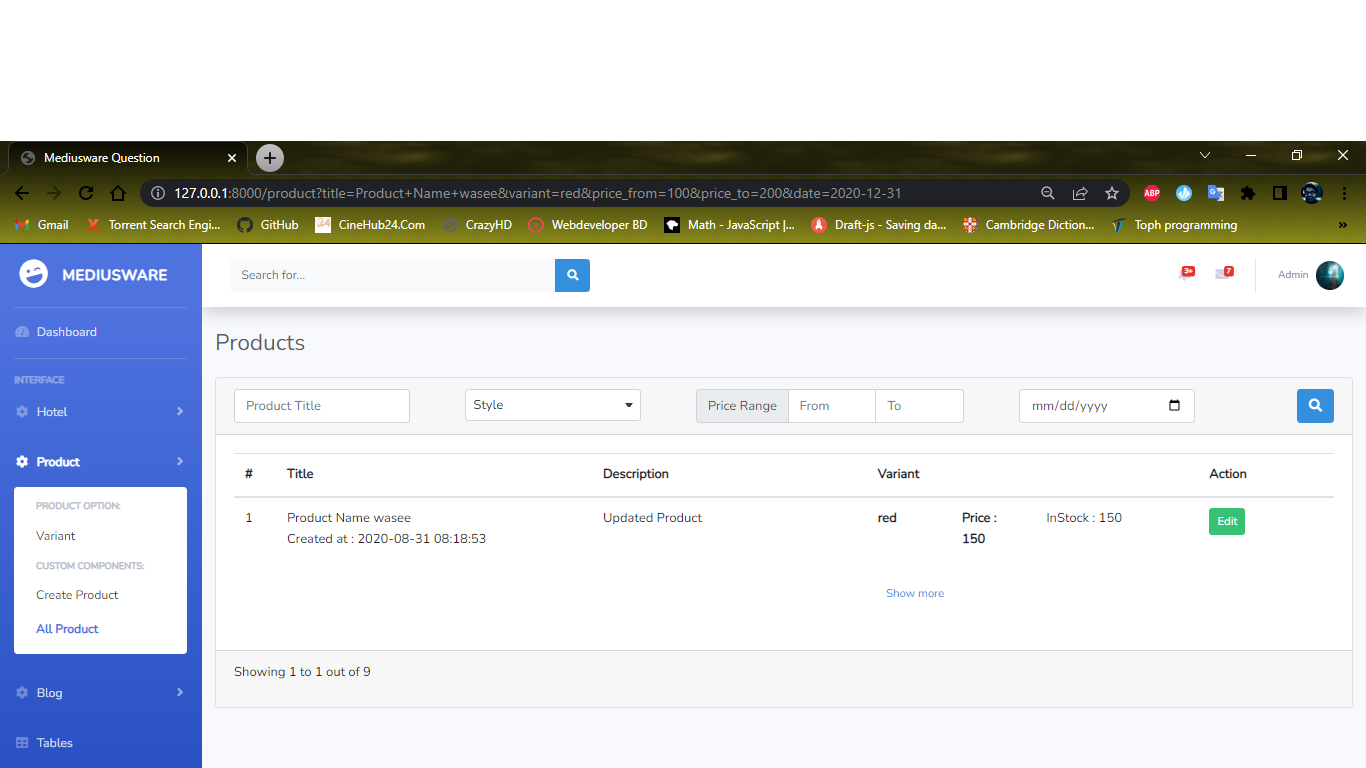 Mediusware Question
127.0.0.1:8000/product?title=Product+Name+wasee&variant=red&price_from=100&price_to=200&date=2020-12-31
ABP
Gmail
Torrent Search Engi...
GitHub
CineHub24.Com
CrazyHD
Webdeveloper BD
Math - JavaScript |...
Draft-js - Saving da...
Cambridge Diction...
Toph programming
»
MEDIUSWARE
Search for...
3+
7
Admin
Dashboard
INTERFACE
Hotel
Product
PRODUCT OPTION:
Variant
CUSTOM COMPONENTS:
Create Product
All Product
Blog
Tables
Products
Product Title
Style
Price Range
From
To
mm/dd/yyyy
# Title Description Variant Action
1 Product Name wasee Updated Product red Price : InStock : 150 Edit
Created at : 2020-08-31 08:18:53 150
Show more
Showing 1 to 1 out of 9